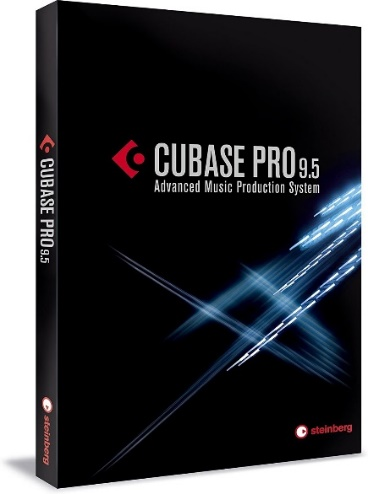 CUBASE PRO 9.5
Advanced Music Production System
CUBASE PRO 9.5
steinberg
steinberg